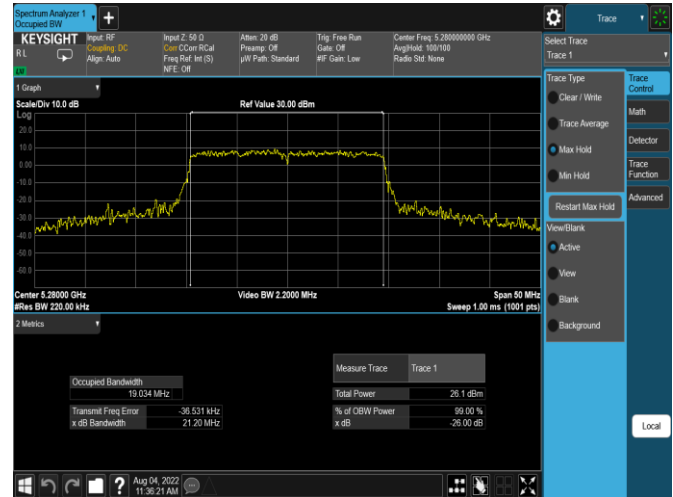 Spectrum Analyzer 1
Occupied BW
+
Trace
KEYSIGHT
RL
Input: RF
Coupling: DC
Align: Auto
Input Z: 50 Ω
Corr CCorr RCal
Freq Ref: Int (S)
NFE: Off
Atten: 20 dB
Preamp: Off
µW Path: Standard
Trig: Free Run
Gate: Off
#IF Gain: Low
Center Freq: 5.280000000 GHz
Avg|Hold: 100/100
Radio Std: None
Select Trace
Trace 1
1 Graph
Scale/Div 10.0 dB
Ref Value 30.00 dBm
Log
20.0
10.0
0.00
-10.0
-20.0
-30.0
-40.0
-50.0
-60.0
Center 5.28000 GHz
Video BW 2.2000 MHz
Span 50 MHz
#Res BW 220.00 kHz
Sweep 1.00 ms (1001 pts)
2 Metrics
Measure Trace
Trace 1
Occupied Bandwidth
19.034 MHz
Total Power
26.1 dBm
Transmit Freq Error
-36.531 kHz
% of OBW Power
99.00 %
x dB Bandwidth
21.20 MHz
x dB
-26.00 dB
Trace Type
Clear / Write
Trace Average
Max Hold
Min Hold
Restart Max Hold
View/Blank
Active
View
Blank
Background
Trace
Control
Math
Detector
Trace
Function
Advanced
Local
?
Aug 04, 2022
11:36:21 AM